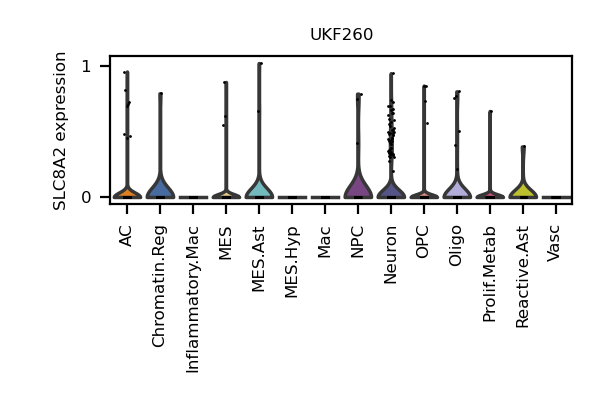 UKF260
SLC8A2 expression
1
0
AC
Chromatin.Reg
Inflammatory.Mac
MES
MES.Ast
MES.Hyp
Mac
NPC
Neuron
OPC
Oligo
Prolif.Metab
Reactive.Ast
Vasc